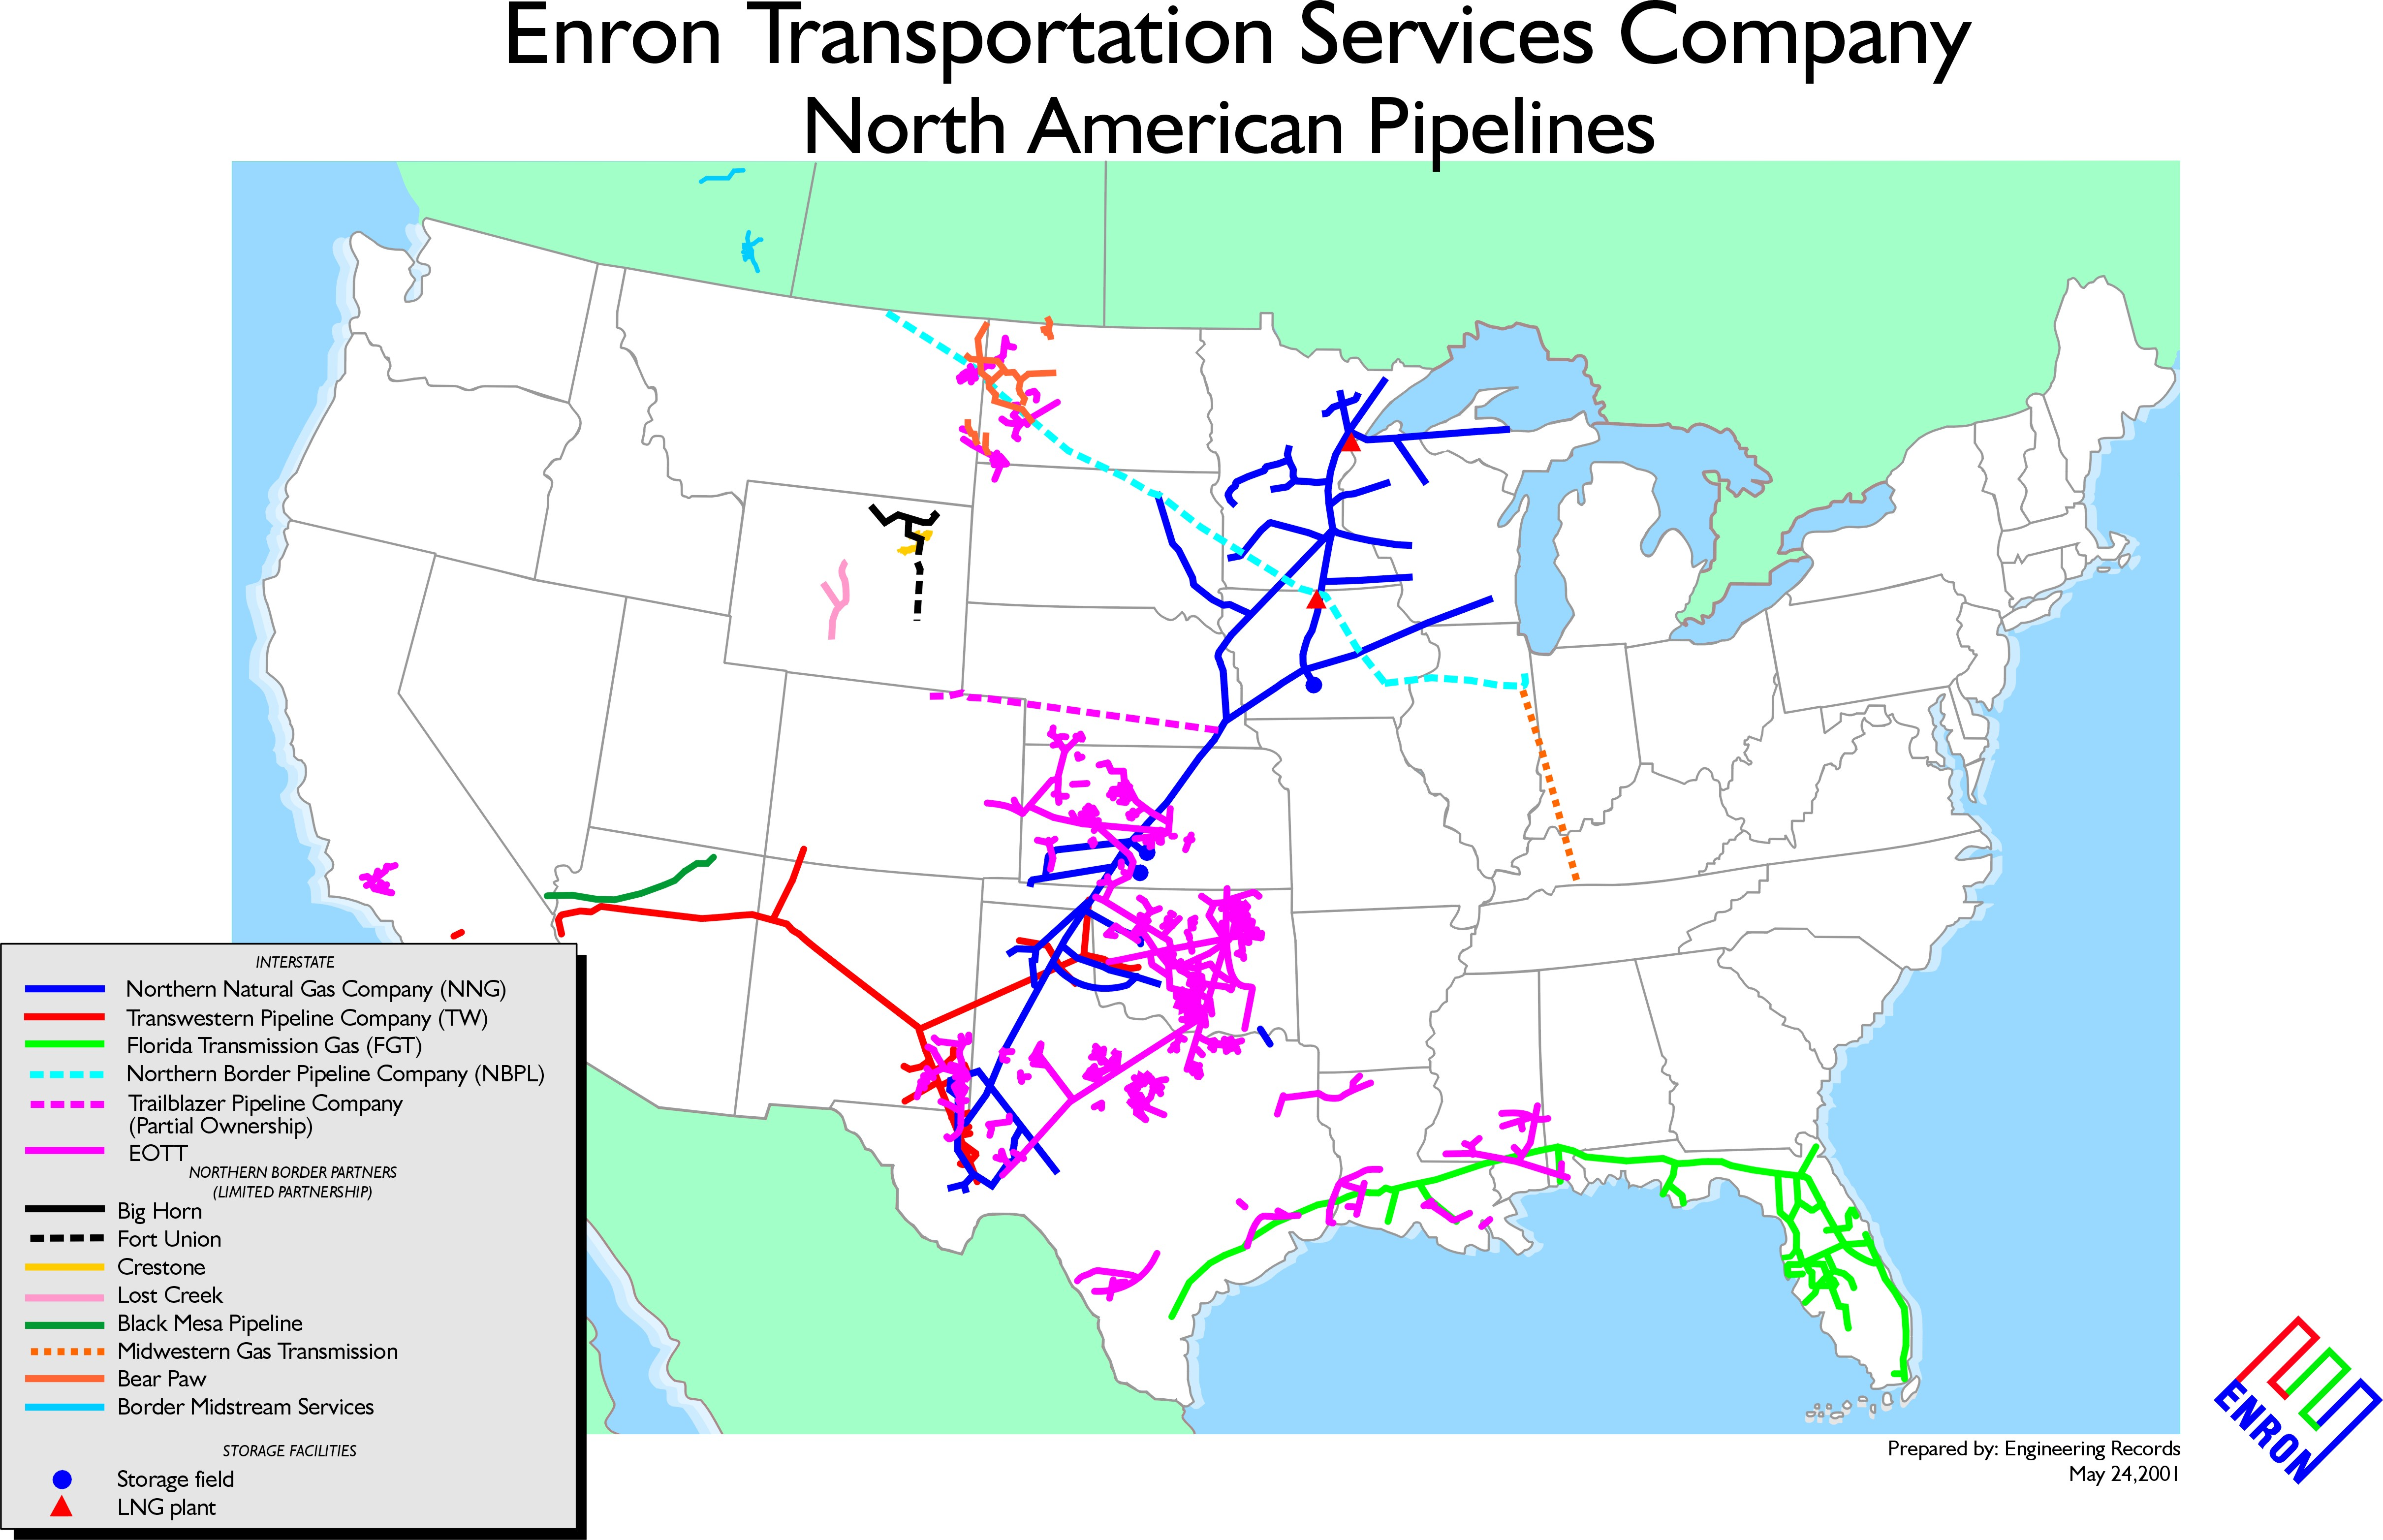 Enron Transportation Services Company
North American Pipelines
INTERSTATE
Northern Natural Gas Company (NNG)
Transwestern Pipeline Company (TW)
Florida Transmission Gas (FGT)
Northern Border Pipeline Company (NBPL)
Trailblazer Pipeline Company
(Partial Ownership)
EOTT
NORTHERN BORDER PARTNERS
(LIMITED PARTNERSHIP)
Big Horn
Fort Union
Crestone
Lost Creek
Black Mesa Pipeline
Midwestern Gas Transmission
Bear Paw
Border Midstream Services
STORAGE FACILITIES
Storage field
LNG plant
Prepared by: Engineering Records
May 24,2001
ENRON